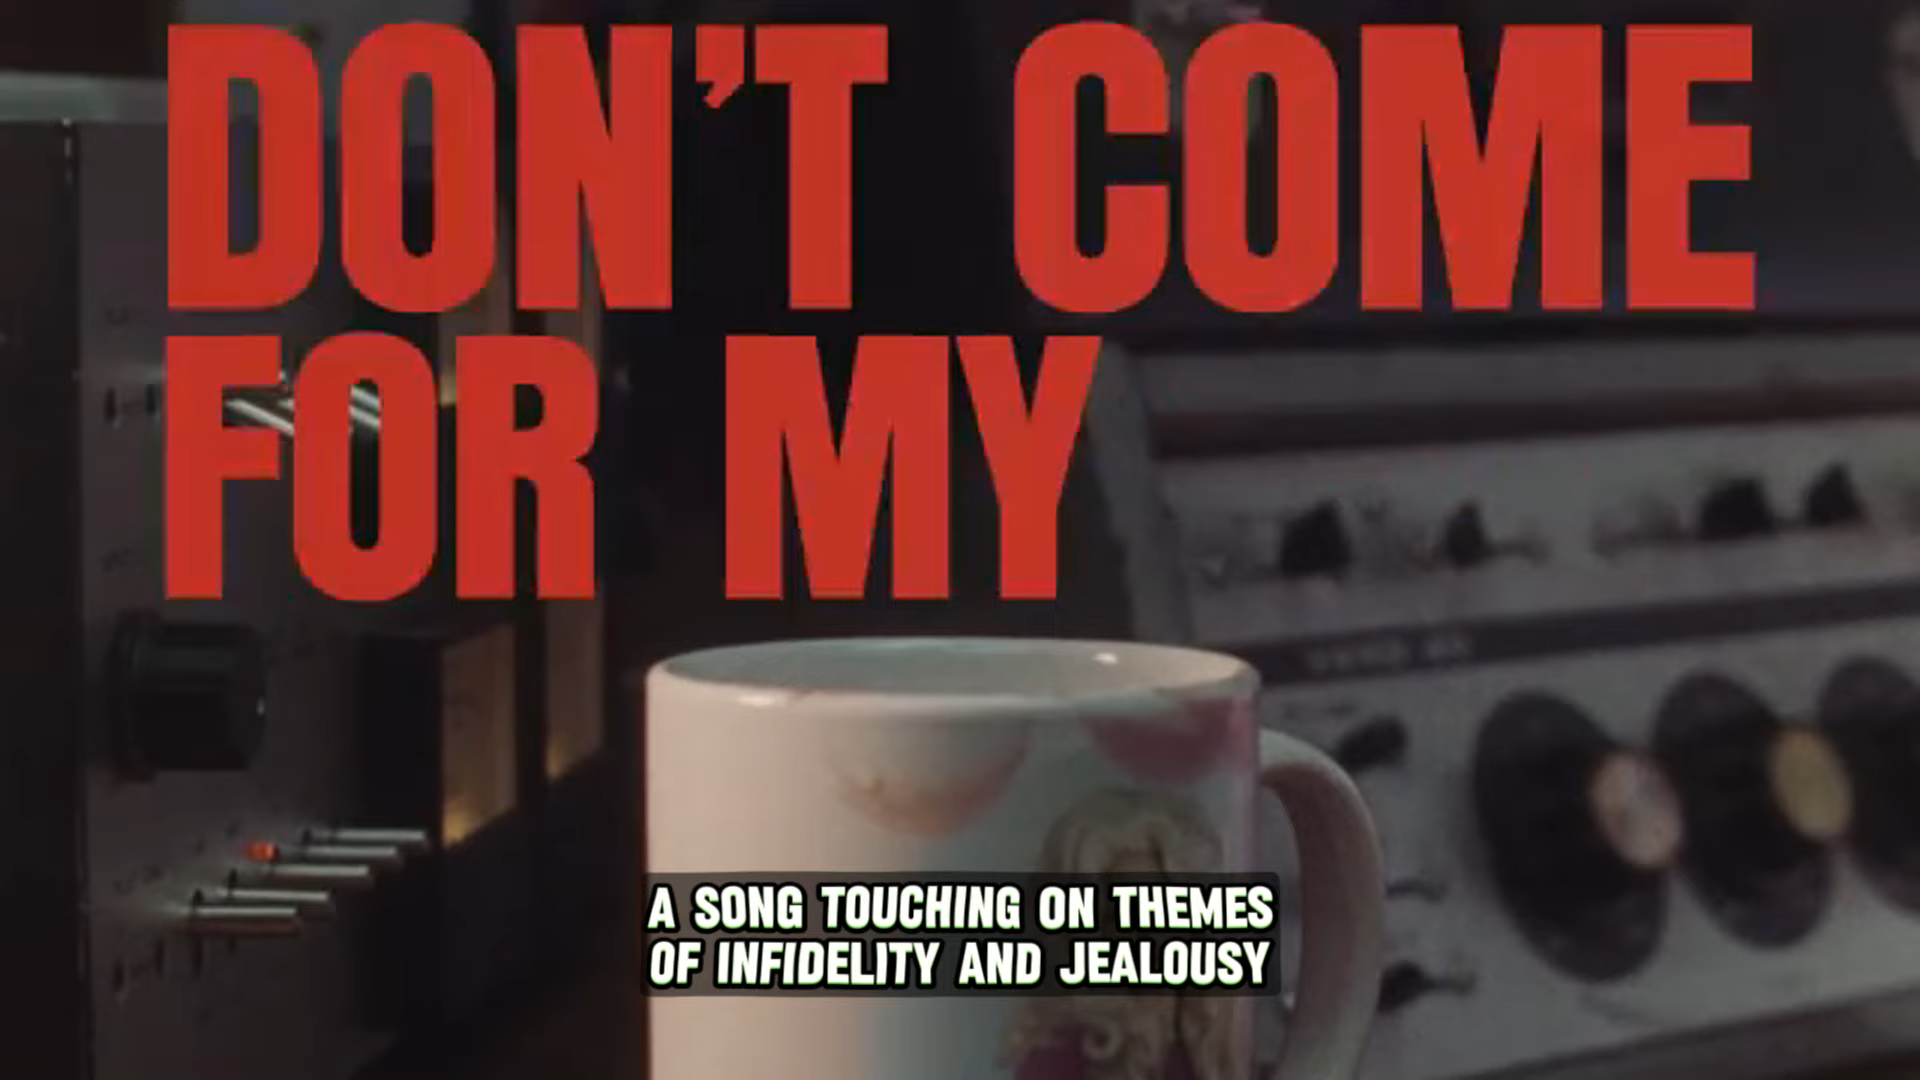 DON'T COME
FOR MY
A SONG TOUCHING ON THEMES
OF INFIDELITY AND JEALOUSY